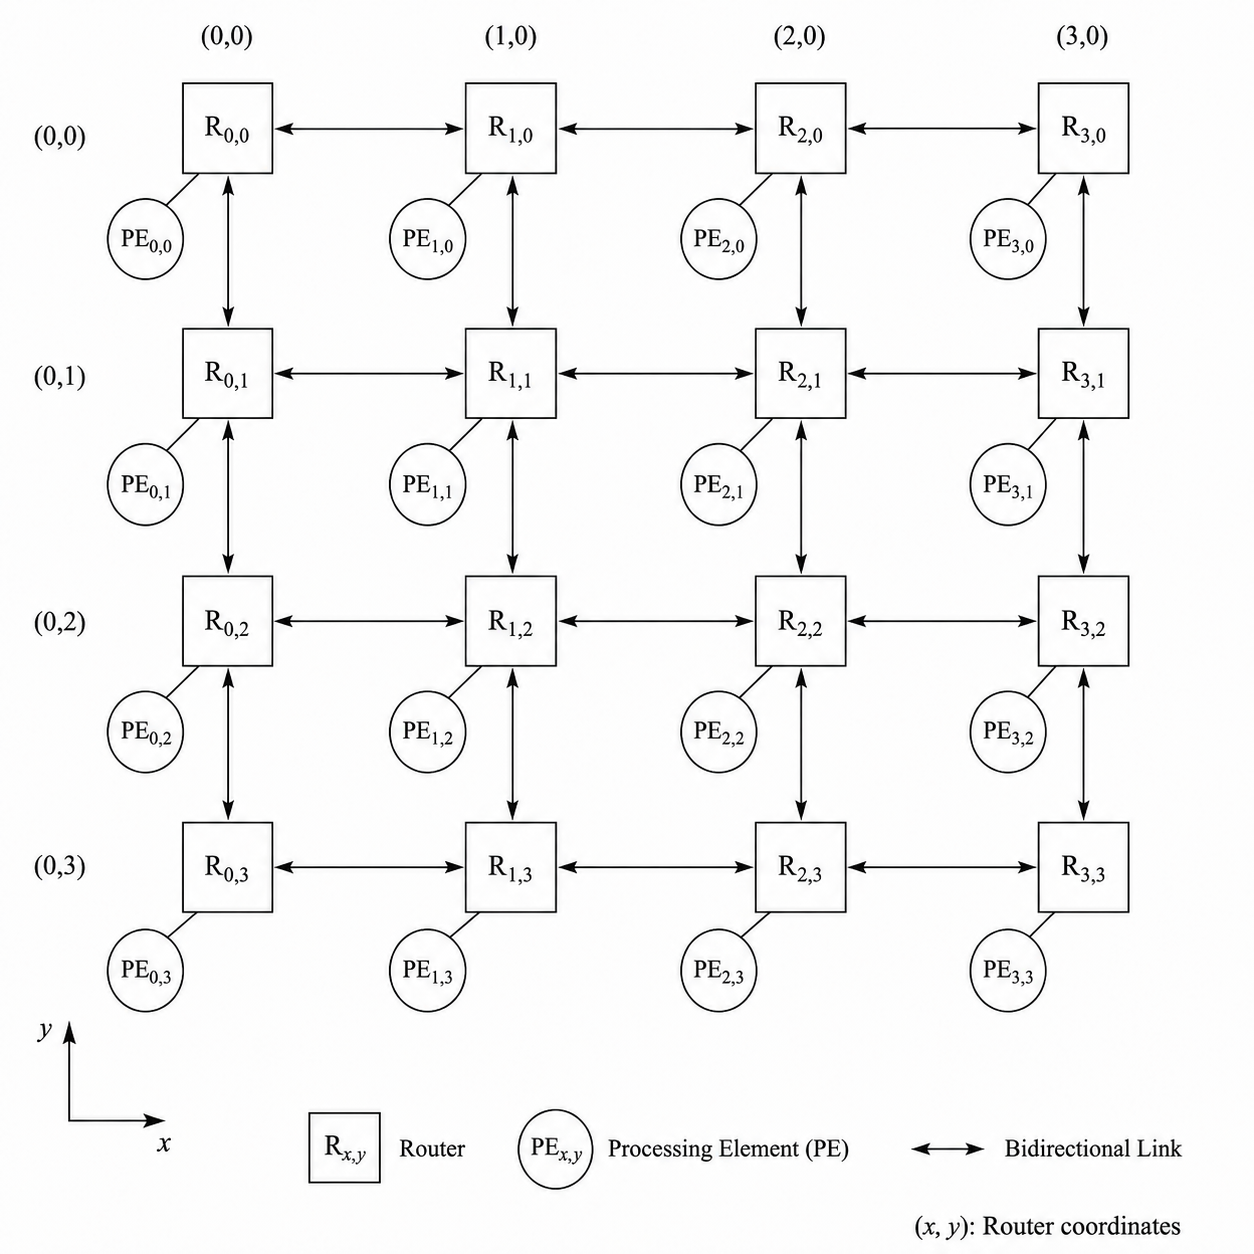 (0,0) (1,0) (2,0) (3,0)
(0,0) R0,0 R1,0 R2,0 R3,0
PE0,0 PE1,0 PE2,0 PE3,0
(0,1) R0,1 R1,1 R2,1 R3,1
PE0,1 PE1,1 PE2,1 PE3,1
(0,2) R0,2 R1,2 R2,2 R3,2
PE0,2 PE1,2 PE2,2 PE3,2
(0,3) R0,3 R1,3 R2,3 R3,3
PE0,3 PE1,3 PE2,3 PE3,3
y
x
Rx,y Router PEx,y Processing Element (PE) Bidirectional Link
(x, y): Router coordinates